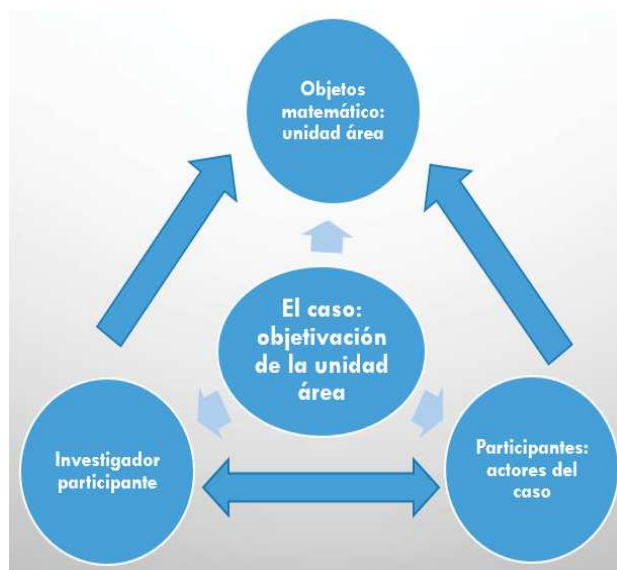 Objetos
matemático:
unidad área
El caso:
objetivación
de la unidad
área
Investigador
participante
Participantes:
actores del
caso